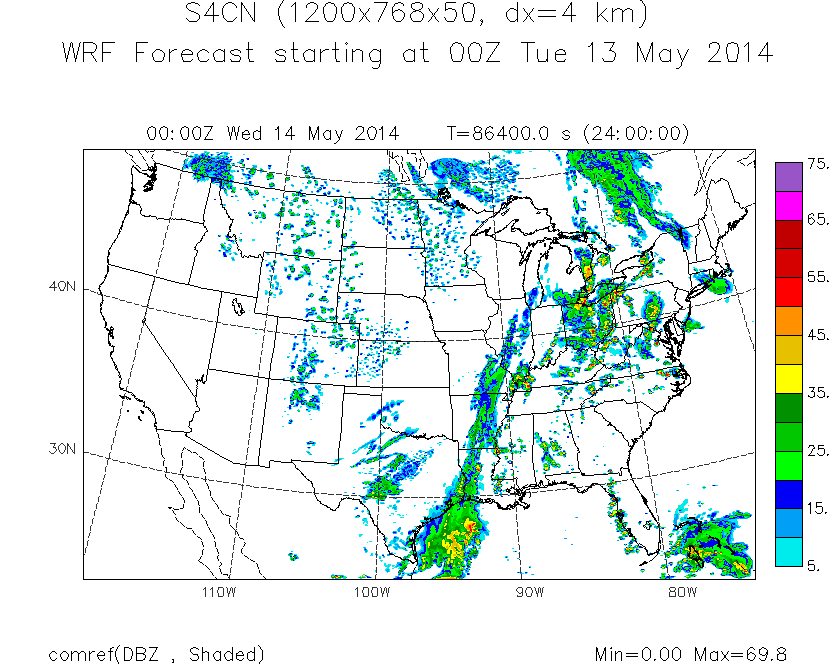 S4CN (1200x768x50, dx=4 km)
WRF Forecast starting at 00Z Tue 13 May 2014
00:00Z Wed 14 May 2014 T=86400.0 s (24:00:00)
75.
65.
55.
45.
35.
25.
15.
5.
40N
30N
110W 100W 90W 80W
comref(DBZ , Shaded) Min=0.00 Max=69.8